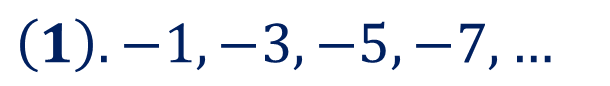 (1). −1, −3, −5, −7, ...